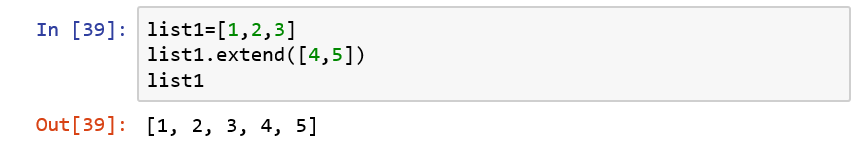 In [39]: list1=[1,2,3]
list1.extend([4,5])
list1
Out[39]: [1, 2, 3, 4, 5]